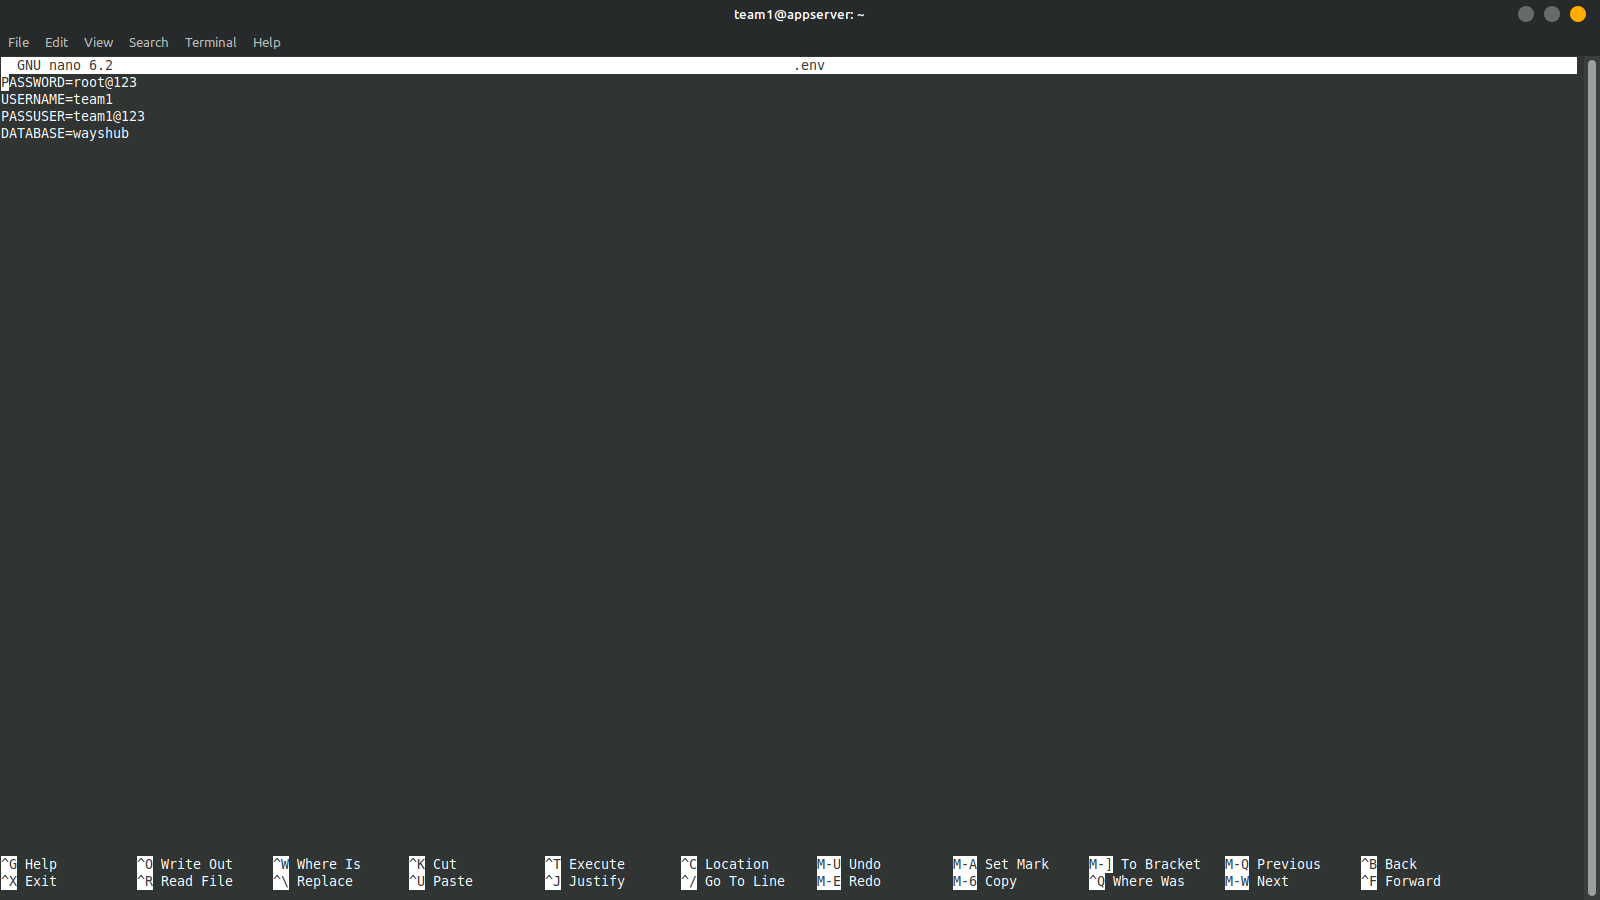 team1@appserver: ~
File Edit View Search Terminal Help
GNU nano 6.2 .env
PASSWORD=root@123
USERNAME=team1
PASSUSER=team1@123
DATABASE=wayshub
^G Help ^O Write Out ^W Where Is ^K Cut ^T Execute ^C Location M-U Undo M-A Set Mark M-] To Bracket M-Q Previous ^B Back
^X Exit ^R Read File ^\ Replace ^U Paste ^J Justify ^/ Go To Line M-E Redo M-6 Copy ^Q Where Was M-W Next ^F Forward